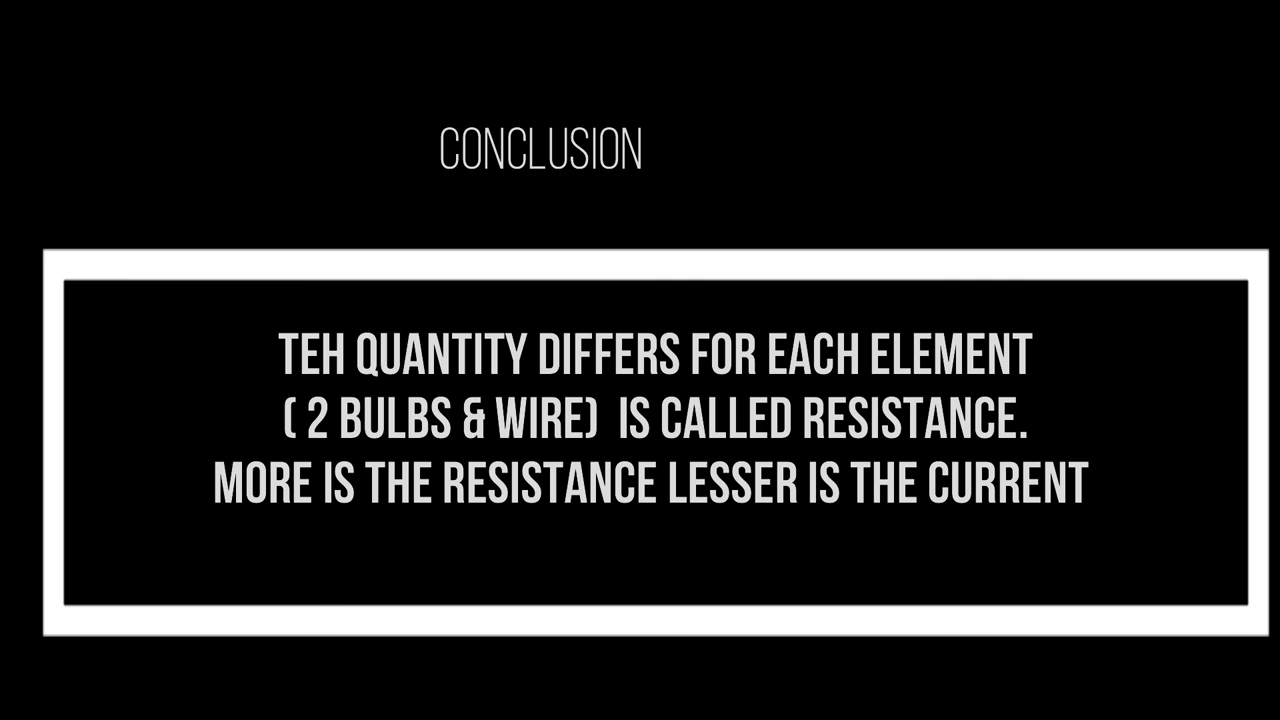 CONCLUSION
TEH QUANTITY DIFFERS FOR EACH ELEMENT
( 2 BULBS & WIRE) IS CALLED RESISTANCE.
MORE IS THE RESISTANCE LESSER IS THE CURRENT